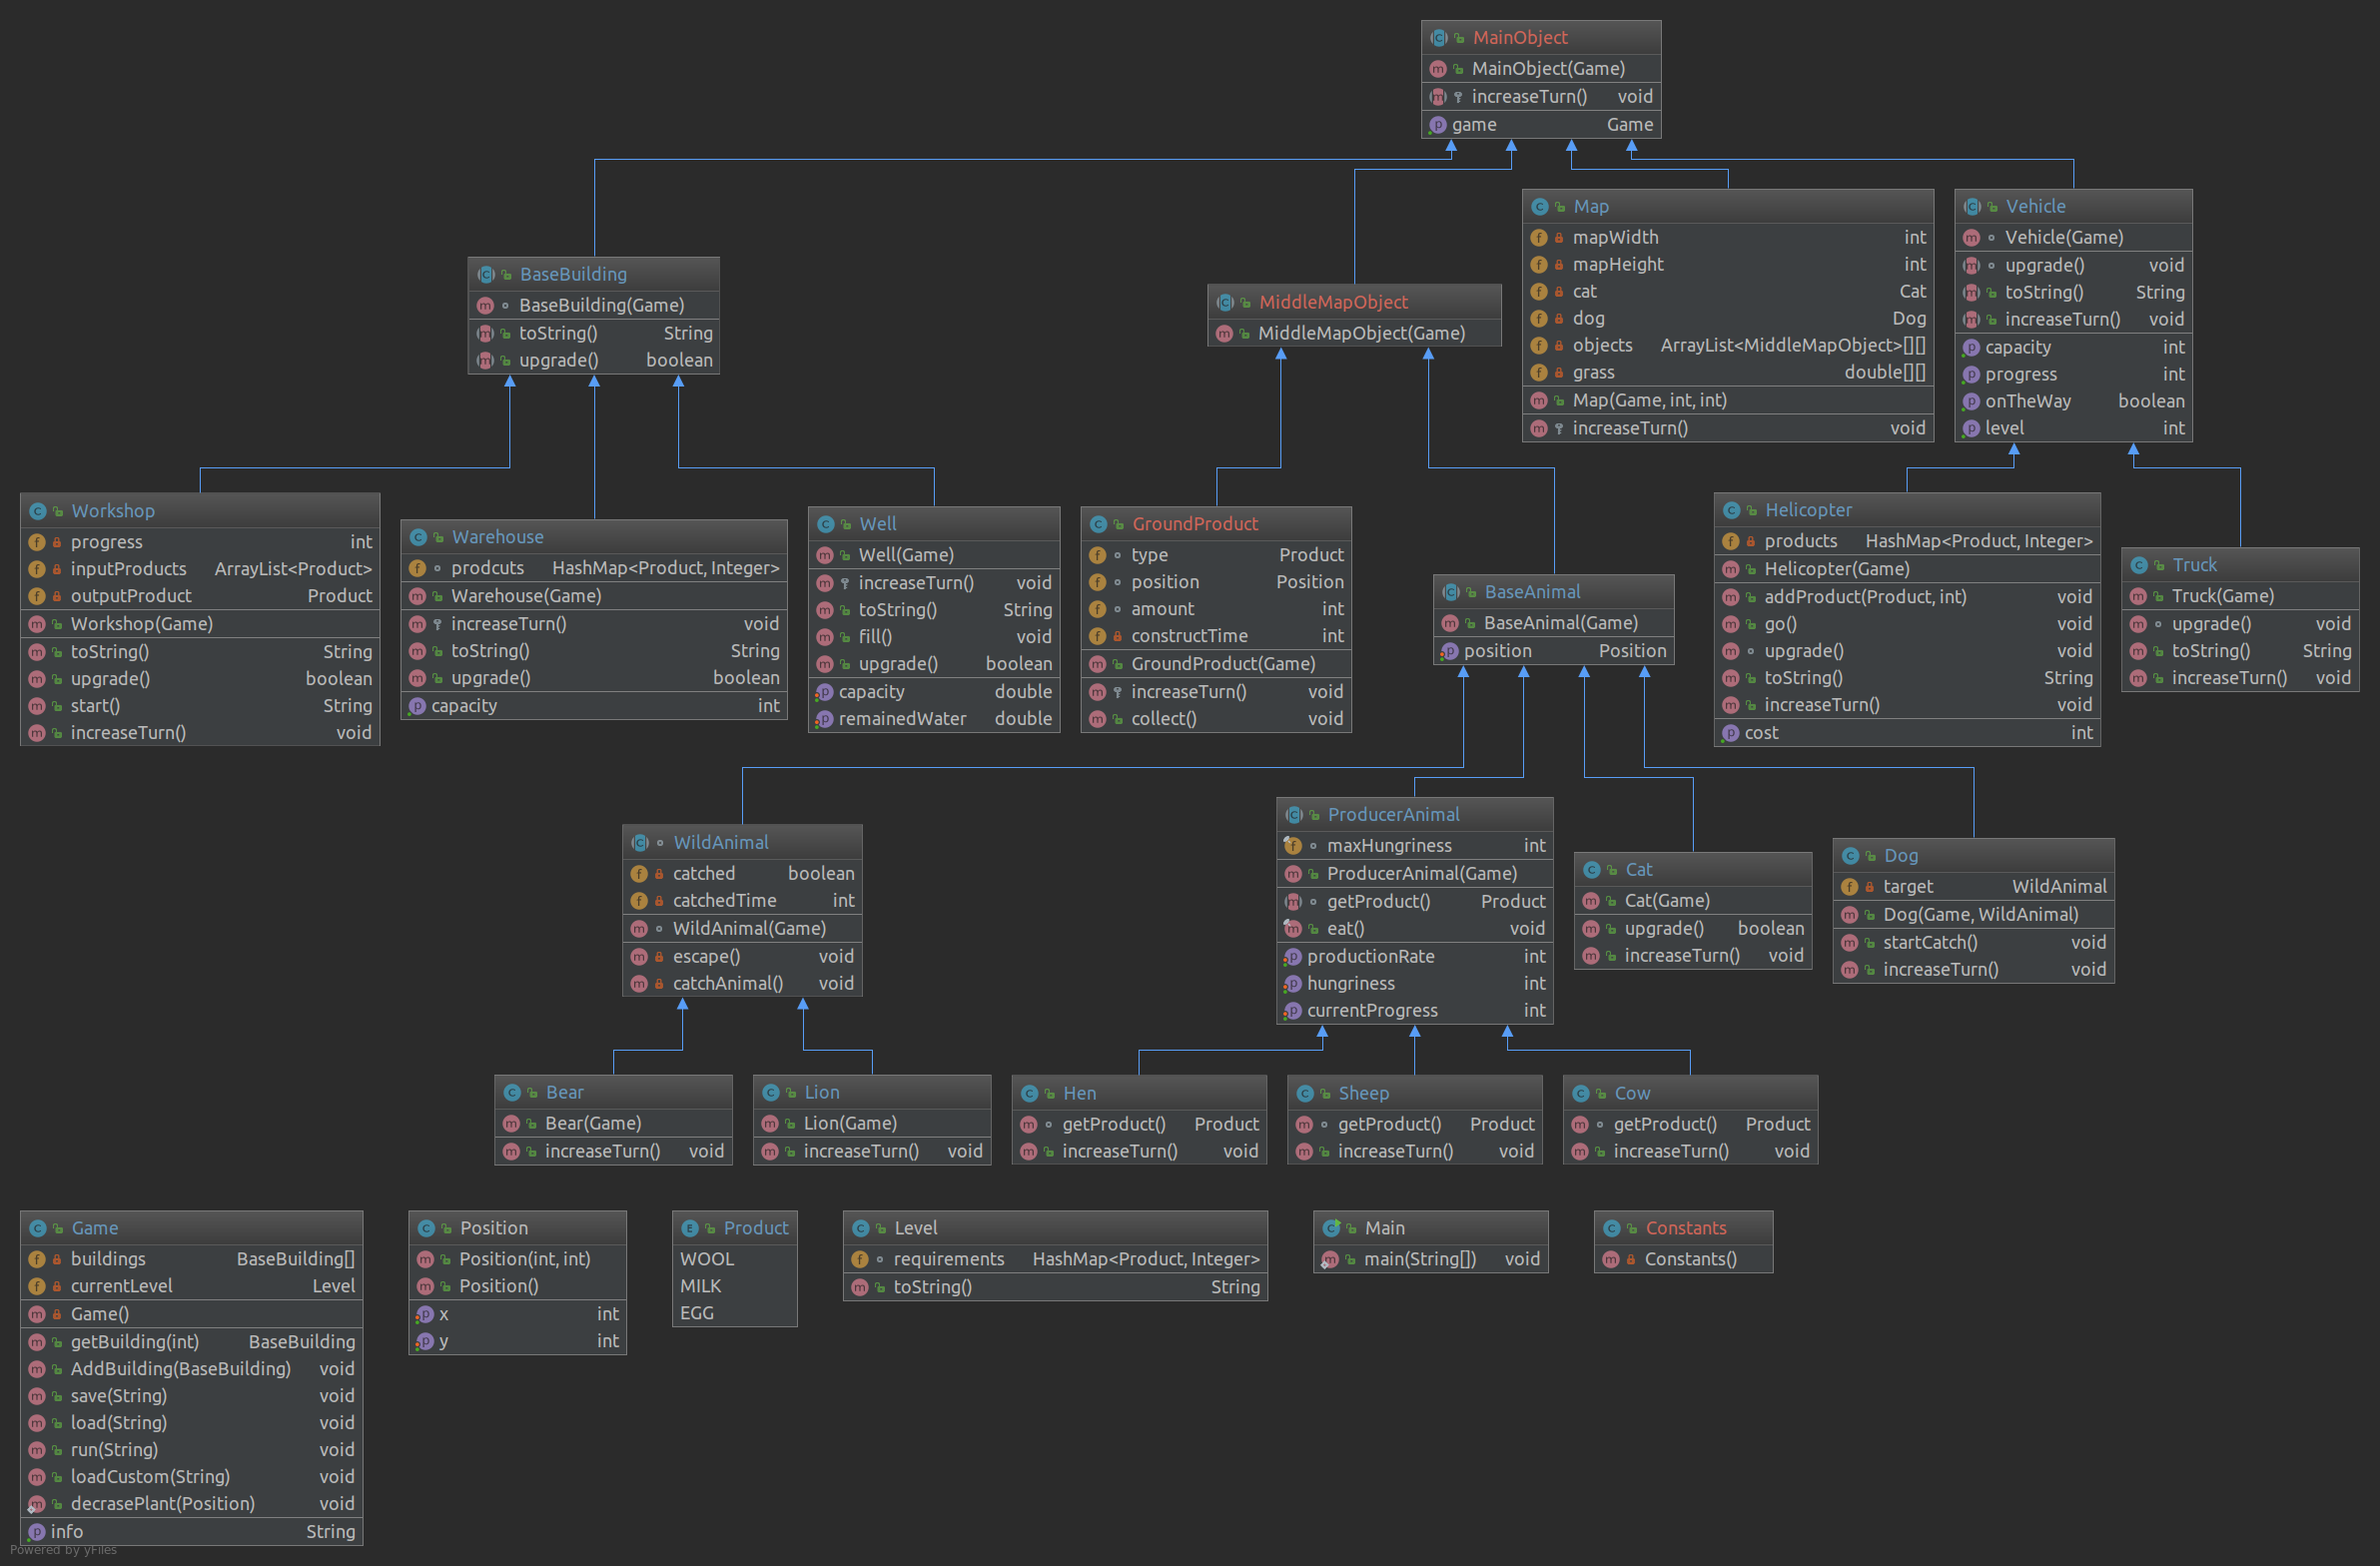 MainObject
MainObject(Game)
increaseTurn() void
game Game
BaseBuilding
BaseBuilding(Game)
toString() String
upgrade() boolean
MiddleMapObject
MiddleMapObject(Game)
Map
mapWidth int
mapHeight int
cat Cat
dog Dog
objects ArrayList<MiddleMapObject>[][]
grass double[][]
Map(Game, int, int)
increaseTurn() void
Vehicle
Vehicle(Game)
upgrade() void
toString() String
increaseTurn() void
capacity int
progress int
onTheWay boolean
level int
Workshop
progress int
inputProducts ArrayList<Product>
outputProduct Product
Workshop(Game)
toString() String
upgrade() boolean
start() String
increaseTurn() void
Warehouse
prodcuts HashMap<Product, Integer>
Warehouse(Game)
increaseTurn() void
toString() String
upgrade() boolean
capacity int
Well
Well(Game)
increaseTurn() void
toString() String
fill() void
upgrade() boolean
capacity double
remainedWater double
GroundProduct
type Product
position Position
amount int
constructTime int
GroundProduct(Game)
increaseTurn() void
collect() void
BaseAnimal
BaseAnimal(Game)
position Position
Helicopter
products HashMap<Product, Integer>
Helicopter(Game)
addProduct(Product, int) void
go() void
upgrade() void
toString() String
increaseTurn() void
cost int
Truck
Truck(Game)
upgrade() void
toString() String
increaseTurn() void
WildAnimal
catched boolean
catchedTime int
WildAnimal(Game)
escape() void
catchAnimal() void
ProducerAnimal
maxHungriness int
ProducerAnimal(Game)
getProduct() Product
eat() void
productionRate int
hungriness int
currentProgress int
Cat
Cat(Game)
upgrade() boolean
increaseTurn() void
Dog
target WildAnimal
Dog(Game, WildAnimal)
startCatch() void
increaseTurn() void
Bear
Bear(Game)
increaseTurn() void
Lion
Lion(Game)
increaseTurn() void
Hen
getProduct() Product
increaseTurn() void
Sheep
getProduct() Product
increaseTurn() void
Cow
getProduct() Product
increaseTurn() void
Game
buildings BaseBuilding[]
currentLevel Level
Game()
getBuilding(int) BaseBuilding
AddBuilding(BaseBuilding) void
save(String) void
load(String) void
run(String) void
loadCustom(String) void
decrasePlant(Position) void
info String
Position
Position(int, int)
Position()
x int
y int
Product
WOOL
MILK
EGG
Level
requirements HashMap<Product, Integer>
toString() String
Main
main(String[]) void
Constants
Constants()
Powered by yFiles